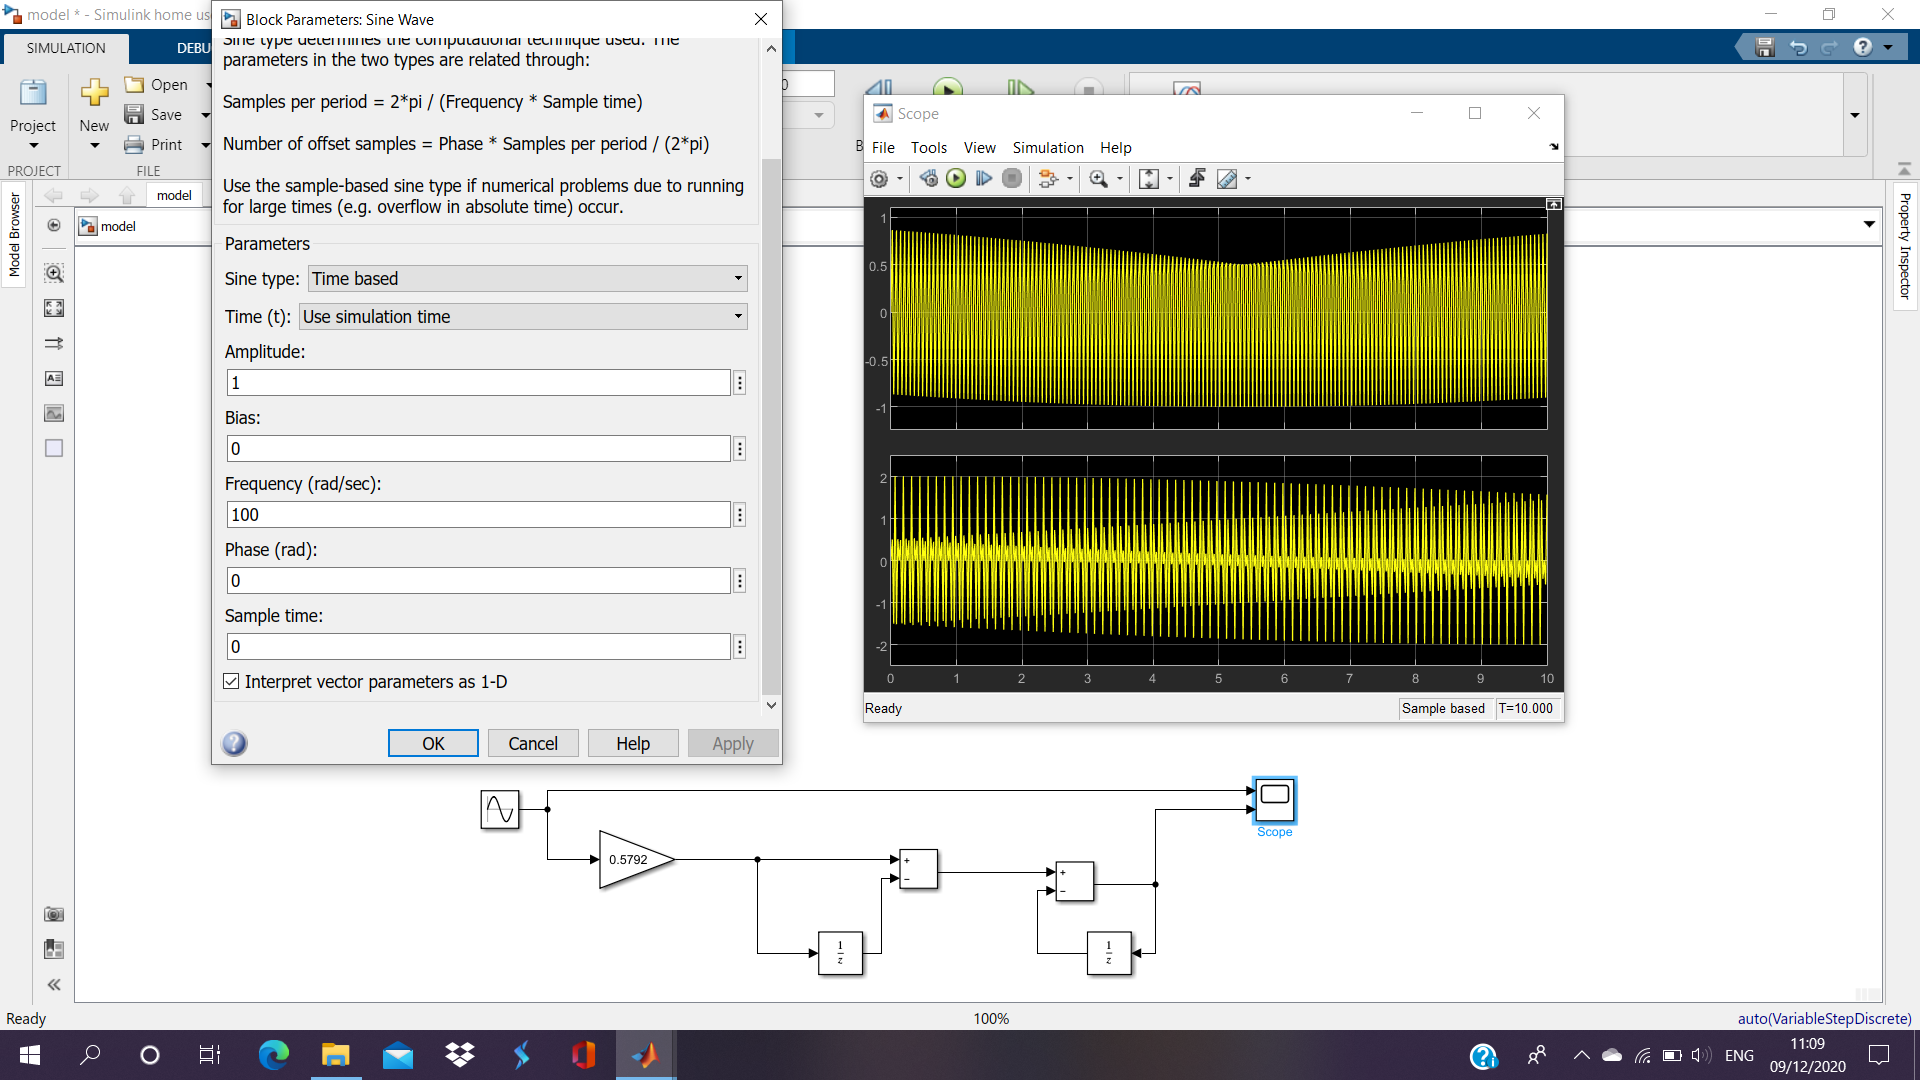 model * - Simulink home us
Block Parameters: Sine Wave
SIMULATION
DEBU
Sine type determines the computational technique used. The
parameters in the two types are related through:
Samples per period = 2*pi / (Frequency * Sample time)
Number of offset samples = Phase * Samples per period / (2*pi)
Use the sample-based sine type if numerical problems due to running
for large times (e.g. overflow in absolute time) occur.
Parameters
Sine type: Time based
Time (t): Use simulation time
Amplitude:
1
Bias:
0
Frequency (rad/sec):
100
Phase (rad):
0
Sample time:
0
Interpret vector parameters as 1-D
OK Cancel Help Apply
Project
New
Open
Save
Print
PROJECT
FILE
model
model
Model Browser
Property Inspector
0
B
Scope
File Tools View Simulation Help
1
0.5
0
-0.5
-1
2
1
0
-1
-2
0 1 2 3 4 5 6 7 8 9 10
Ready
Sample based T=10.000
Scope
0.5792
+
−
+
−
1
z
1
z
Ready
100%
auto(VariableStepDiscrete)
ENG
11:09
09/12/2020